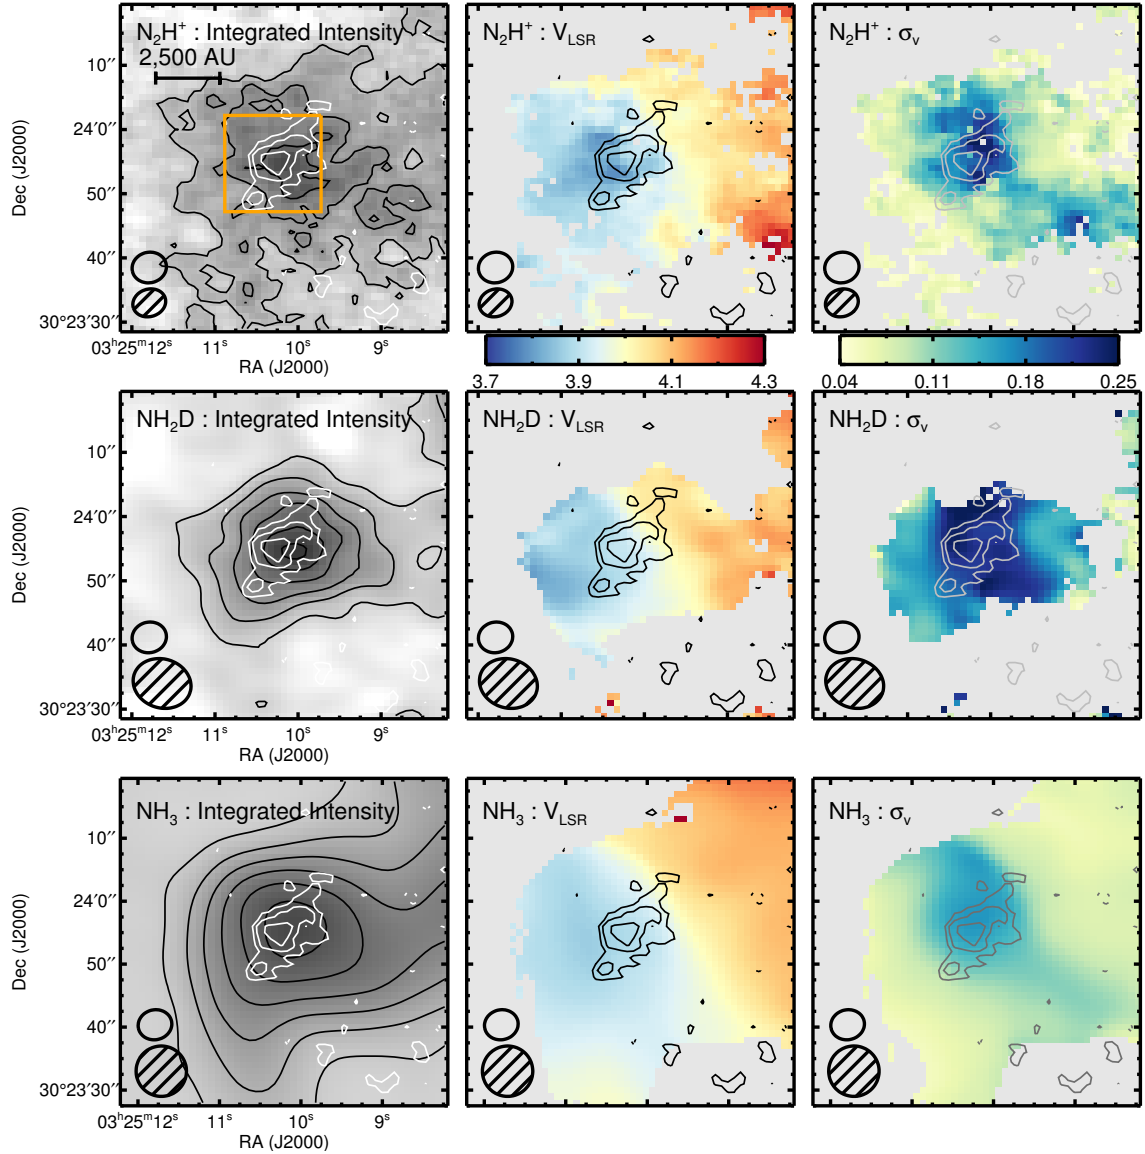 N₂H⁺ : Integrated Intensity
2,500 AU
N₂H⁺ : V_LSR
N₂H⁺ : σᵥ
10′′
24′0′′
50′′
40′′
30°23′30′′
Dec (J2000)
03ʰ25ᵐ12ˢ 11ˢ 10ˢ 9ˢ
RA (J2000)
3.7 3.9 4.1 4.3
0.04 0.11 0.18 0.25
NH₂D : Integrated Intensity
NH₂D : V_LSR
NH₂D : σᵥ
10′′
24′0′′
50′′
40′′
30°23′30′′
Dec (J2000)
03ʰ25ᵐ12ˢ 11ˢ 10ˢ 9ˢ
RA (J2000)
NH₃ : Integrated Intensity
NH₃ : V_LSR
NH₃ : σᵥ
10′′
24′0′′
50′′
40′′
30°23′30′′
Dec (J2000)
03ʰ25ᵐ12ˢ 11ˢ 10ˢ 9ˢ
RA (J2000)